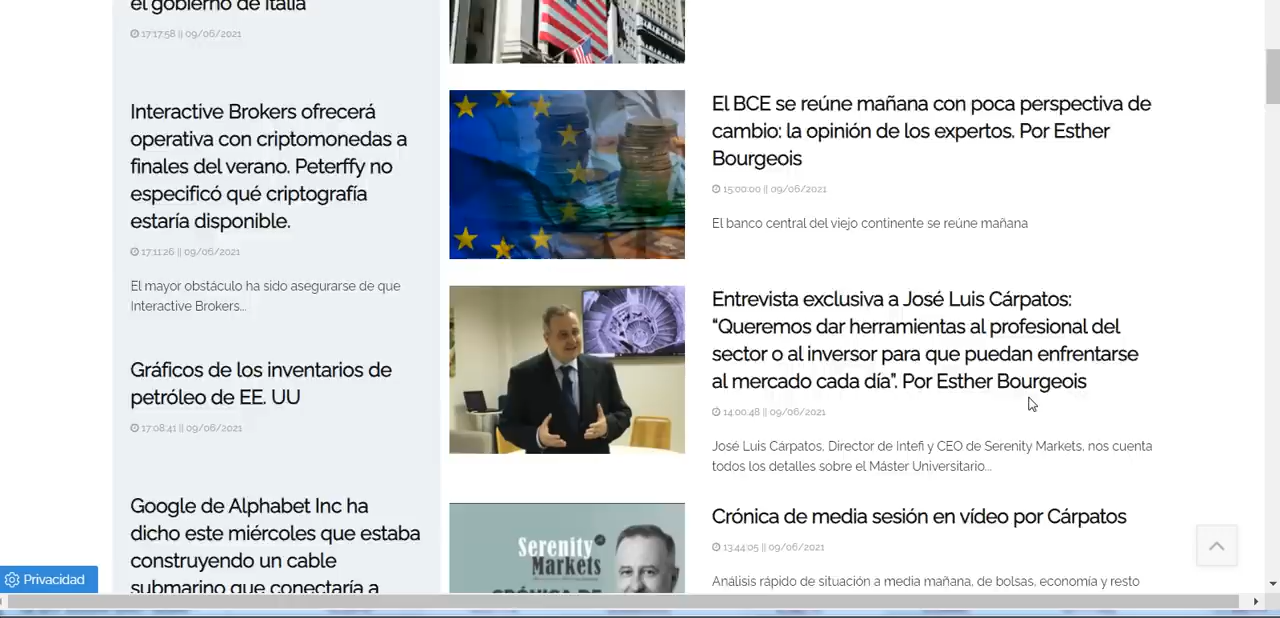 el gobierno de Italia
17:17:58 || 09/06/2021
Interactive Brokers ofrecerá
operativa con criptomonedas a
finales del verano. Peterffy no
especificó qué criptografía
estaría disponible.
17:11:26 || 09/06/2021
El mayor obstáculo ha sido asegurarse de que
Interactive Brokers...
Gráficos de los inventarios de
petróleo de EE. UU
17:08:41 || 09/06/2021
Google de Alphabet Inc ha
dicho este miércoles que estaba
construyendo un cable
submarino que conectaría a
El BCE se reúne mañana con poca perspectiva de
cambio: la opinión de los expertos. Por Esther
Bourgeois
15:00:00 || 09/06/2021
El banco central del viejo continente se reúne mañana
Entrevista exclusiva a José Luis Cárpatos:
“Queremos dar herramientas al profesional del
sector o al inversor para que puedan enfrentarse
al mercado cada día”. Por Esther Bourgeois
14:00:48 || 09/06/2021
José Luis Cárpatos, Director de Intefi y CEO de Serenity Markets, nos cuenta
todos los detalles sobre el Máster Universitario...
Serenity
Markets
CRÓNICA DE
Crónica de media sesión en vídeo por Cárpatos
13:44:05 || 09/06/2021
Análisis rápido de situación a media mañana, de bolsas, economía y resto
Privacidad